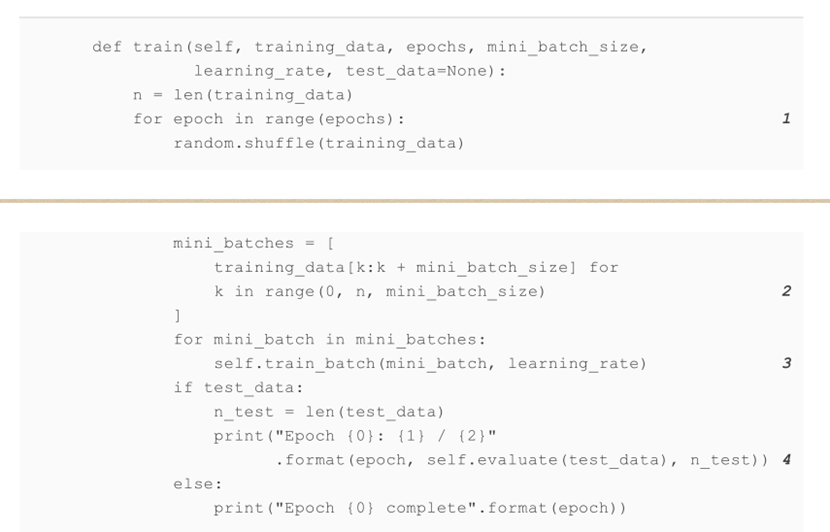 def train(self, training_data, epochs, mini_batch_size,
          learning_rate, test_data=None):
    n = len(training_data)
    for epoch in range(epochs):                                    1
        random.shuffle(training_data)
        mini_batches = [
            training_data[k:k + mini_batch_size] for
            k in range(0, n, mini_batch_size)                      2
        ]
        for mini_batch in mini_batches:
            self.train_batch(mini_batch, learning_rate)            3
        if test_data:
            n_test = len(test_data)
            print("Epoch {0}: {1} / {2}"
                  .format(epoch, self.evaluate(test_data), n_test)) 4
        else:
            print("Epoch {0} complete".format(epoch))